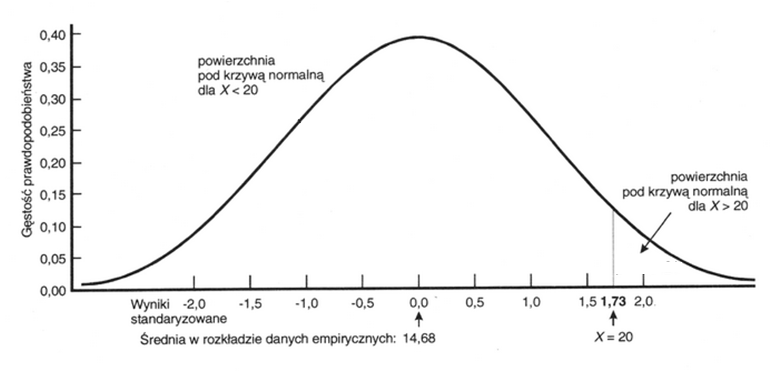 Gęstość prawdopodobieństwa
0,40
0,35
0,30
0,25
0,20
0,15
0,10
0,05
0,00
powierzchnia
pod krzywą normalną
dla X < 20
powierzchnia
pod krzywą normalną
dla X > 20
Wyniki -2,0 -1,5 -1,0 -0,5 0,0 0,5 1,0 1,5 1,73 2,0
standaryzowane
Średnia w rozkładzie danych empirycznych: 14,68 X = 20